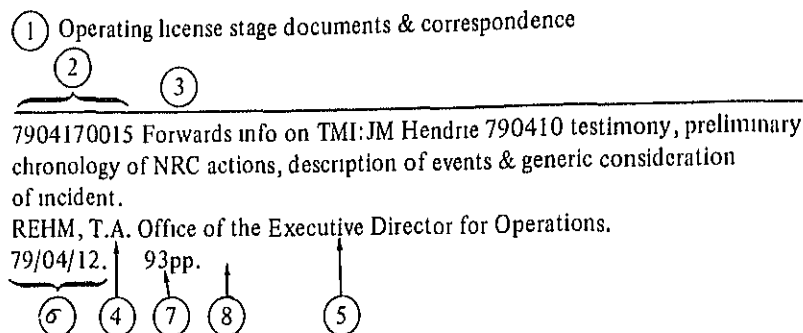 1 Operating license stage documents & correspondence
2
3
7904170015 Forwards info on TMI:JM Hendrie 790410 testimony, preliminary
chronology of NRC actions, description of events & generic consideration
of incident.
REHM, T.A. Office of the Executive Director for Operations.
79/04/12. 93pp.
6 4 7 8 5